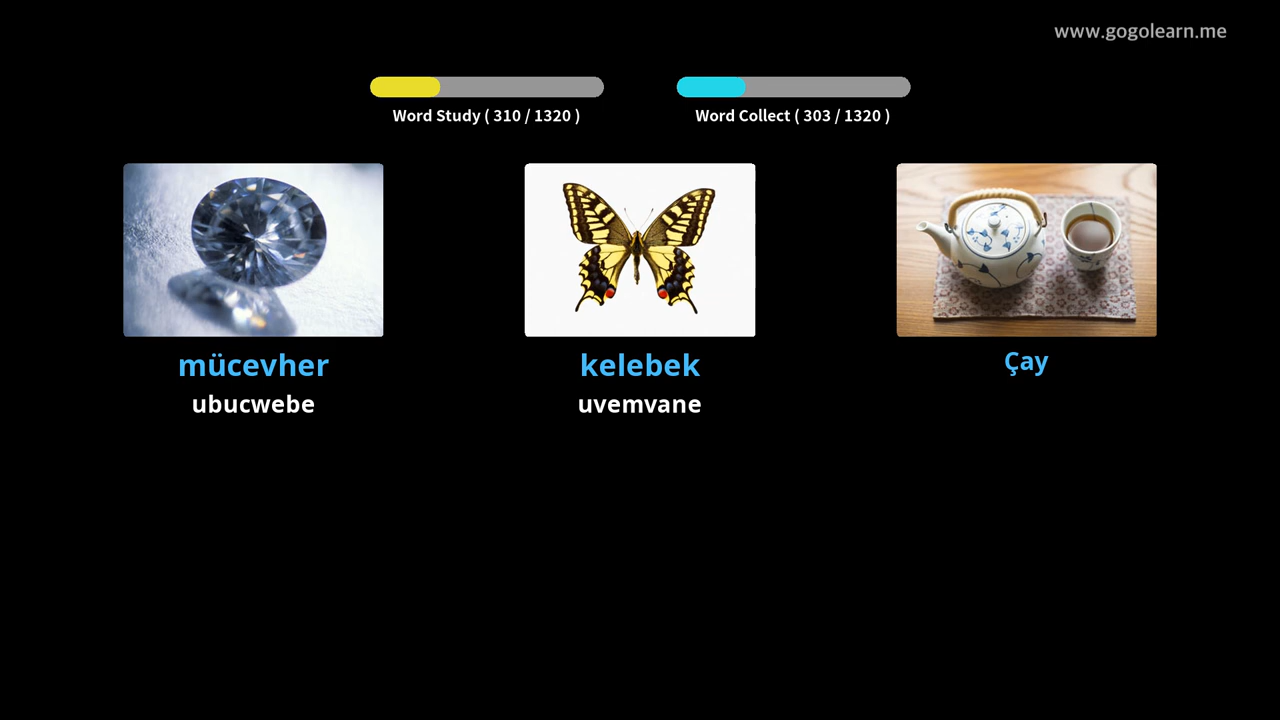 www.gogolearn.me
Word Study ( 310 / 1320 )
Word Collect ( 303 / 1320 )
mücevher
ubucwebe
kelebek
uvemvane
Çay